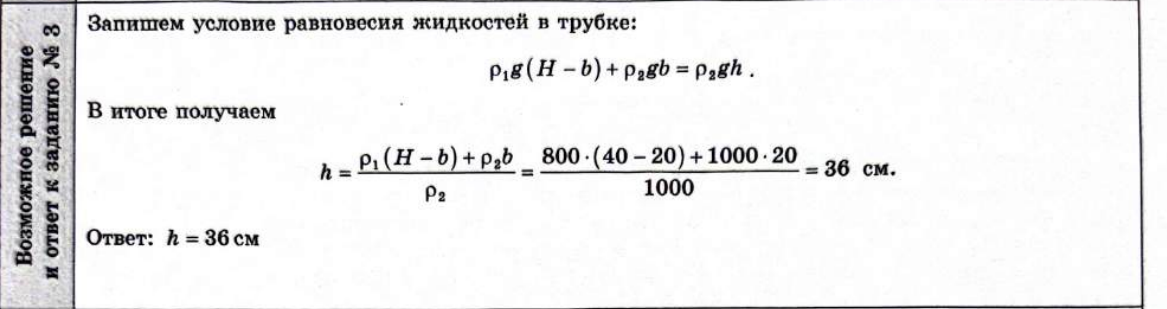 Возможное решение
и ответ к заданию № 3
Запишем условие равновесия жидкостей в трубке:
ρ₁g(H − b) + ρ₂gb = ρ₂gh .
В итоге получаем
h = (ρ₁(H − b) + ρ₂b)/ρ₂ = (800 · (40 − 20) + 1000 · 20)/1000 = 36 см.
Ответ: h = 36 см